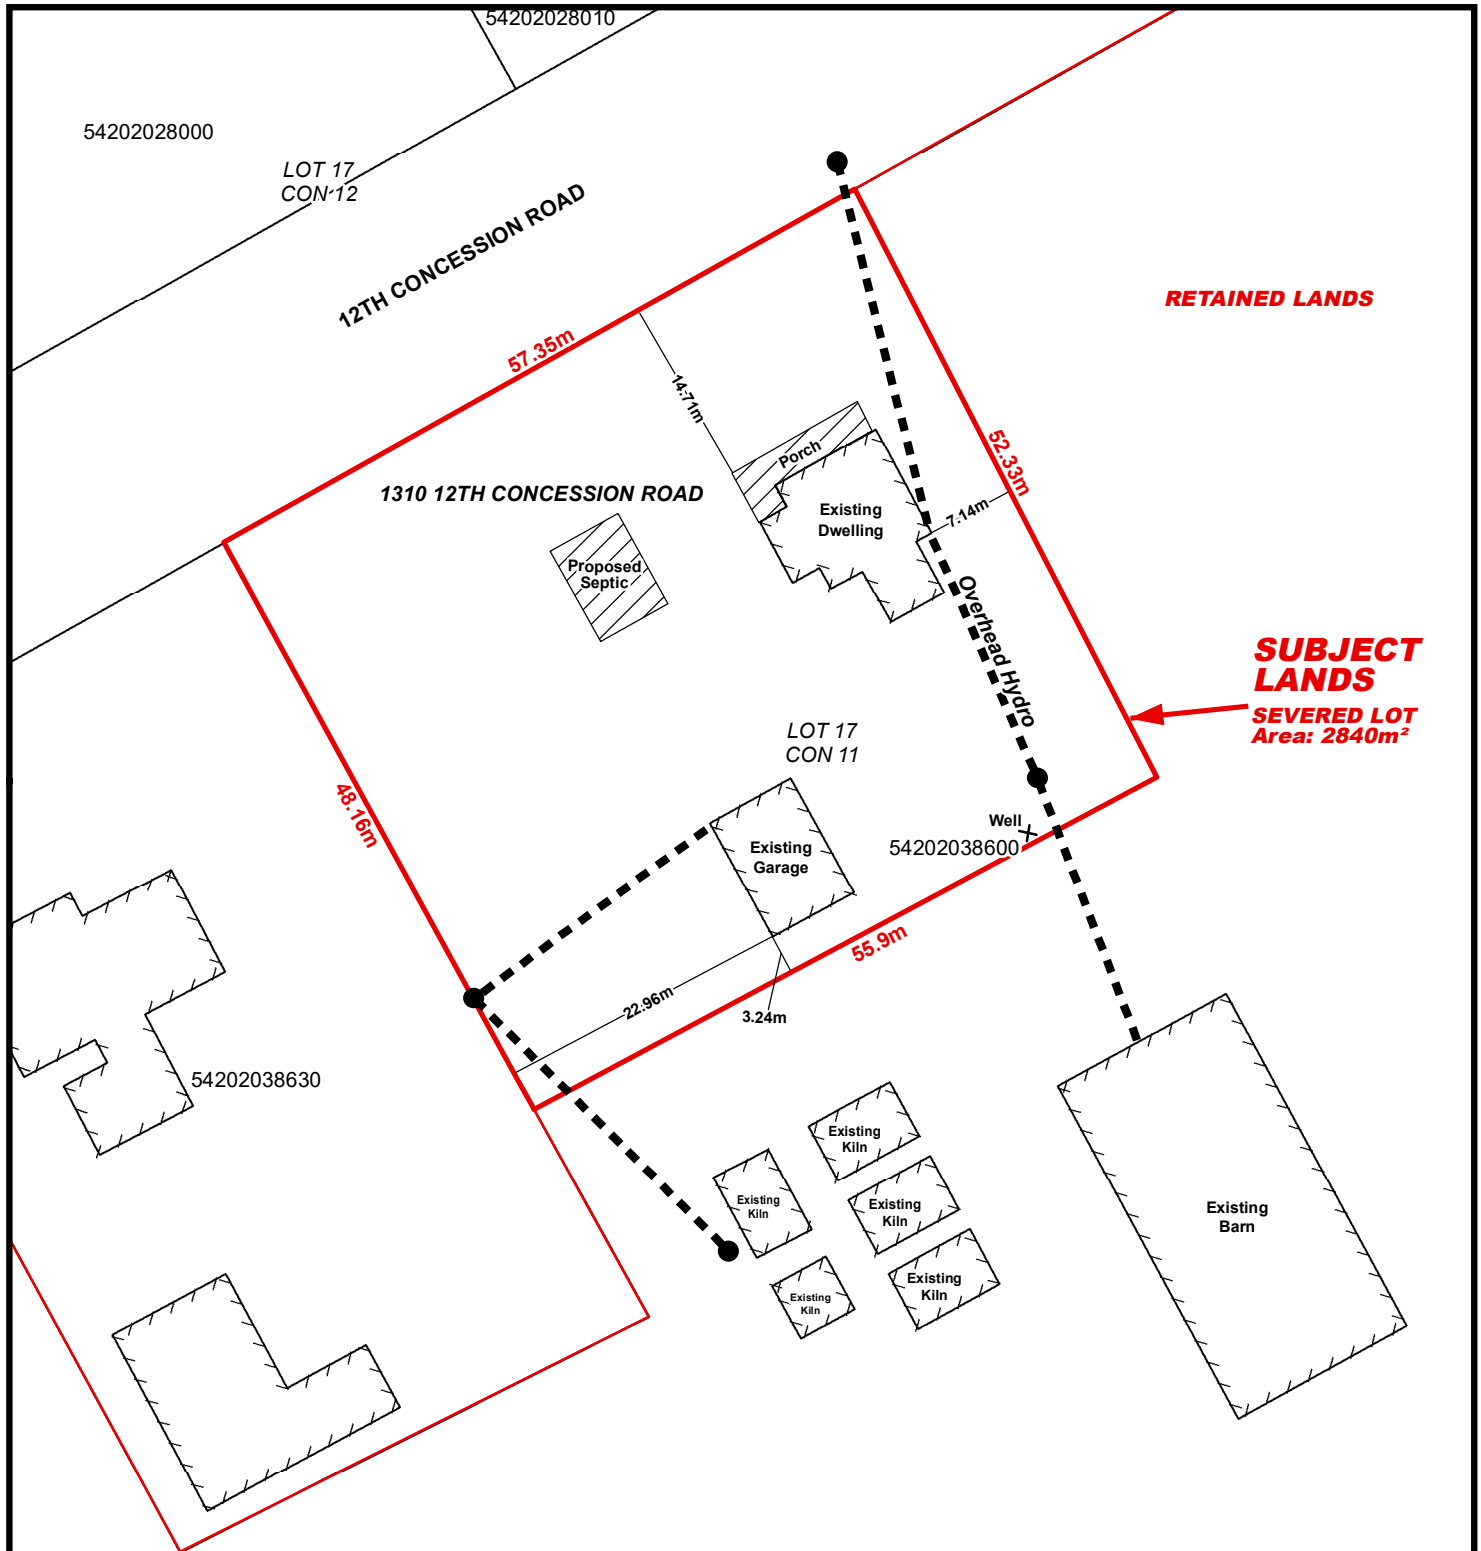 54202028010
54202028000
LOT 17
CON 12
12TH CONCESSION ROAD
RETAINED LANDS
57.35m
14.71m
52.33m
Porch
1310 12TH CONCESSION ROAD
Existing
Dwelling
7.14m
Proposed
Septic
Overhead Hydro
SUBJECT
LANDS
SEVERED LOT
Area: 2840m²
LOT 17
CON 11
48.16m
Well
54202038600
Existing
Garage
55.9m
22.96m
3.24m
54202038630
Existing
Kiln
Existing
Kiln
Existing
Kiln
Existing
Kiln
Existing
Kiln
Existing
Barn